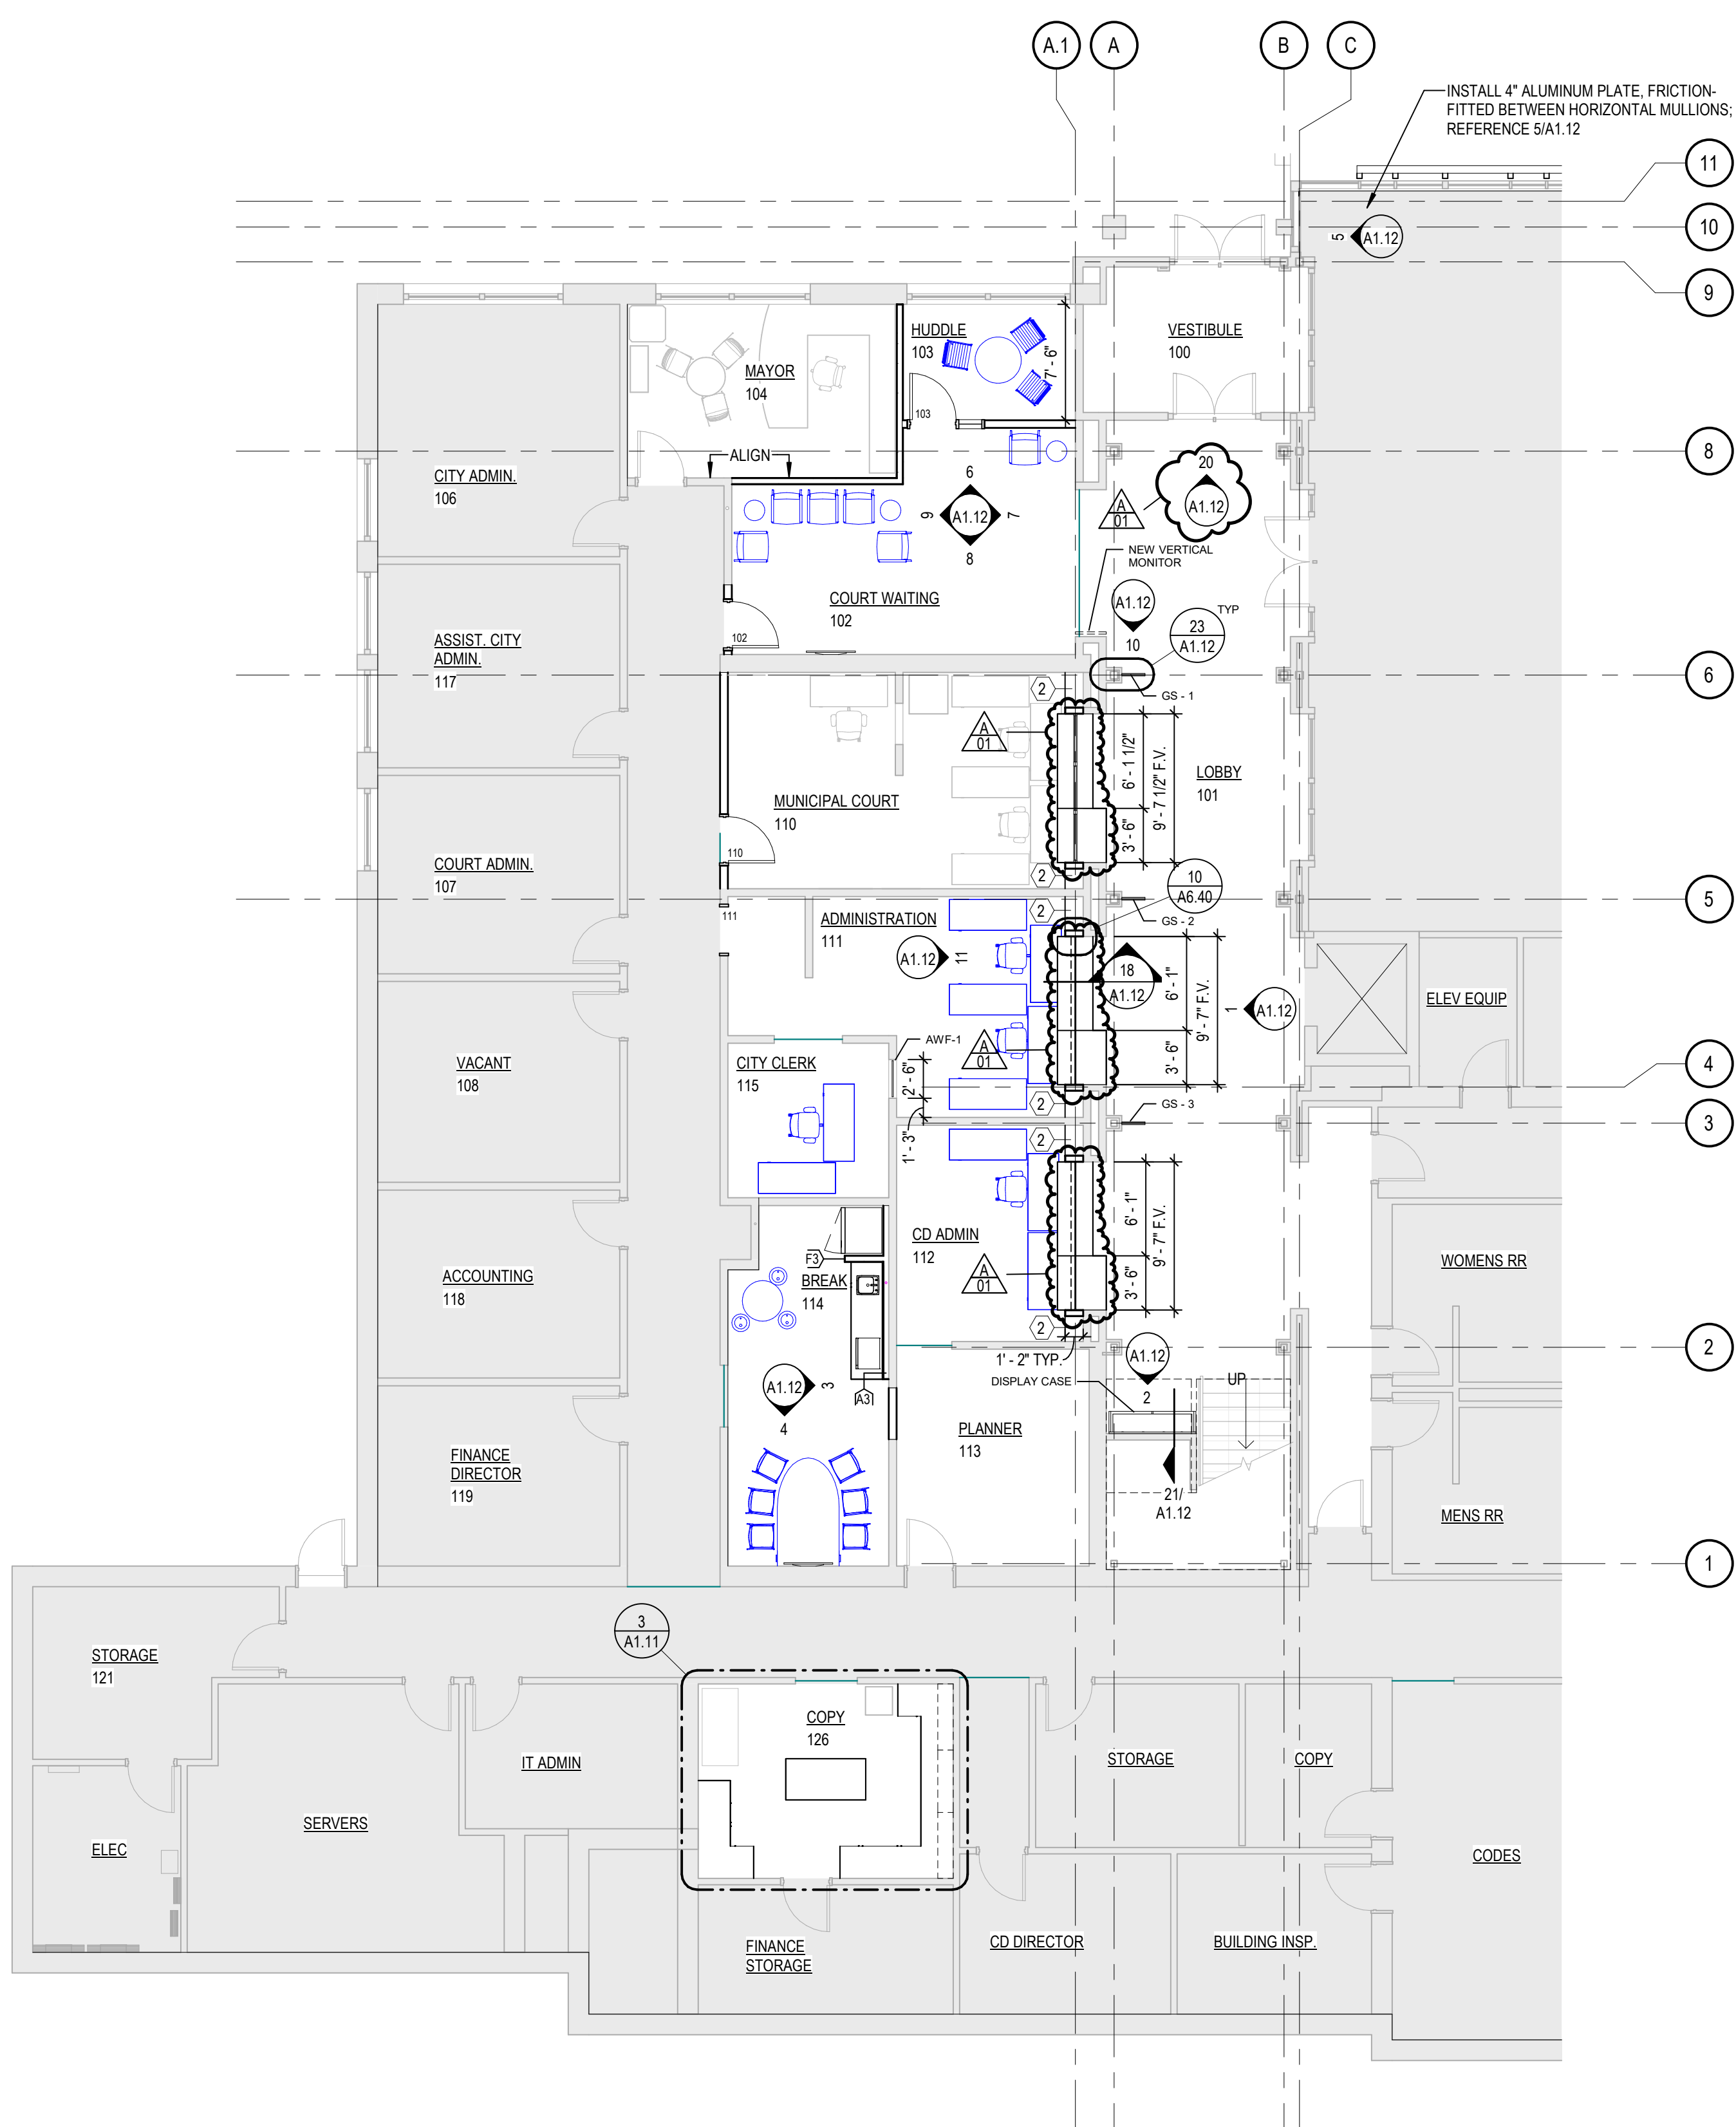 A.1
A
B
C
INSTALL 4" ALUMINUM PLATE, FRICTION-
FITTED BETWEEN HORIZONTAL MULLIONS;
REFERENCE 5/A1.12
11
10
5
A1.12
9
HUDDLE
103
7' - 6"
VESTIBULE
100
MAYOR
104
103
ALIGN
8
CITY ADMIN.
106
6
9
A1.12
7
8
20
A1.12
A
01
NEW VERTICAL
MONITOR
COURT WAITING
102
102
A1.12
10
TYP
23
A1.12
ASSIST. CITY
ADMIN.
117
6
2
GS - 1
A
01
6' - 1 1/2"
9' - 7 1/2" F.V.
3' - 6"
LOBBY
101
MUNICIPAL COURT
110
110
COURT ADMIN.
107
2
10
A6.40
5
111
ADMINISTRATION
111
2
GS - 2
A1.12
11
18
A1.12
6' - 1"
9' - 7" F.V.
3' - 6"
1
A1.12
ELEV EQUIP
A
01
AWF-1
CITY CLERK
115
2' - 6"
1' - 3"
VACANT
108
4
2
GS - 3
3
2
CD ADMIN
112
6' - 1"
9' - 7" F.V.
3' - 6"
A
01
F3
BREAK
114
ACCOUNTING
118
WOMENS RR
2
1' - 2" TYP.
A1.12
2
2
DISPLAY CASE
UP
A1.12
3
4
A3
PLANNER
113
FINANCE
DIRECTOR
119
21/
A1.12
MENS RR
1
3
A1.11
STORAGE
121
COPY
126
IT ADMIN
STORAGE
COPY
SERVERS
ELEC
CODES
FINANCE
STORAGE
CD DIRECTOR
BUILDING INSP.